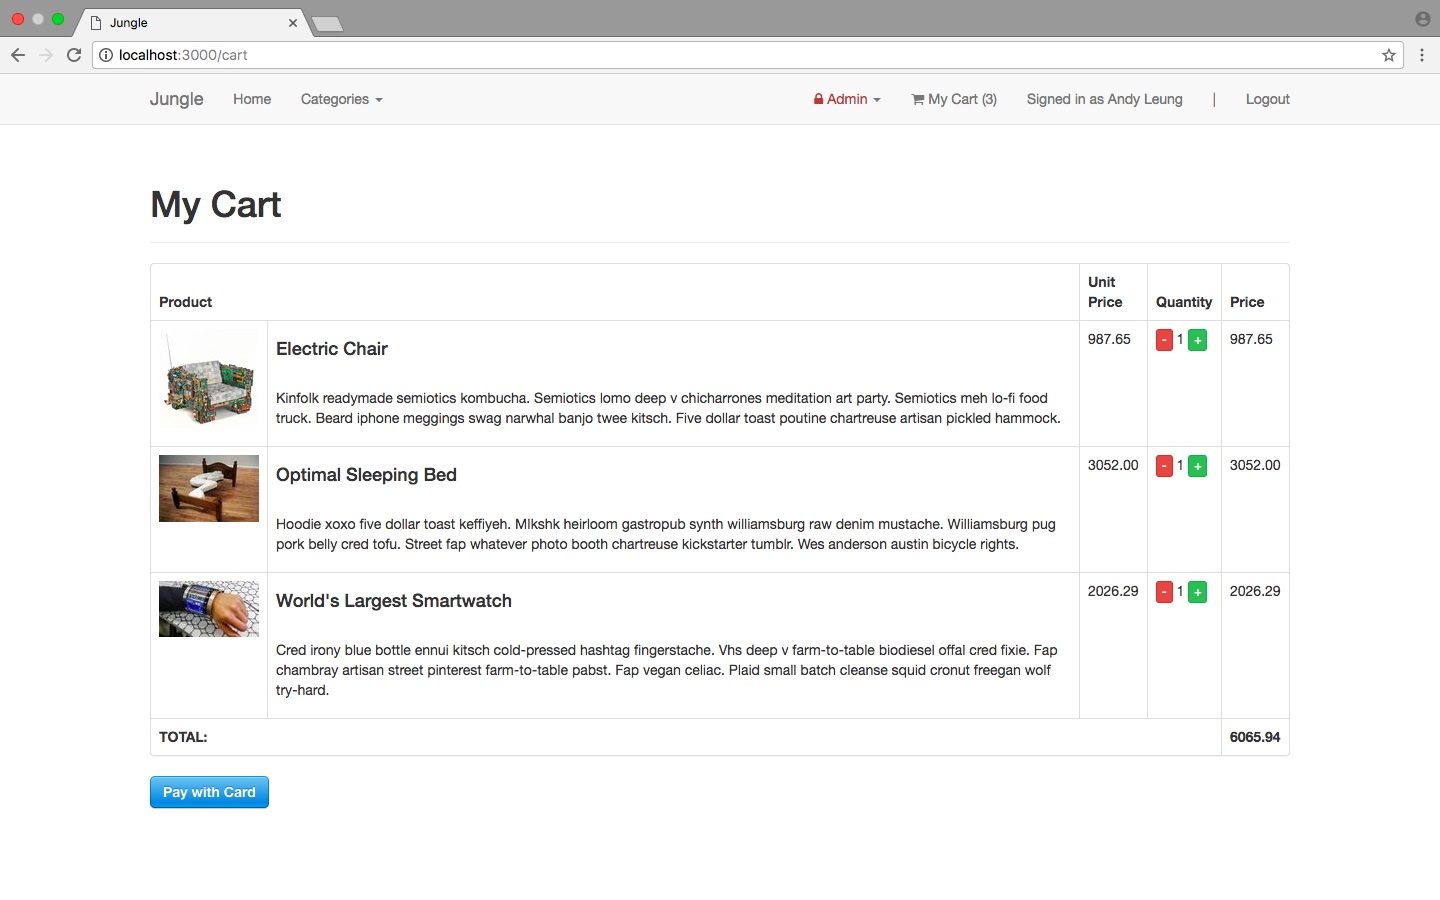 Jungle
localhost:3000/cart
Jungle Home Categories Admin My Cart (3) Signed in as Andy Leung | Logout
My Cart
Product Unit Price Quantity Price
Electric Chair 987.65 - 1 + 987.65
Kinfolk readymade semiotics kombucha. Semiotics lomo deep v chicharrones meditation art party. Semiotics meh lo-fi food
truck. Beard iphone meggings swag narwhal banjo twee kitsch. Five dollar toast poutine chartreuse artisan pickled hammock.
Optimal Sleeping Bed 3052.00 - 1 + 3052.00
Hoodie xoxo five dollar toast keffiyeh. Mlkshk heirloom gastropub synth williamsburg raw denim mustache. Williamsburg pug
pork belly cred tofu. Street fap whatever photo booth chartreuse kickstarter tumblr. Wes anderson austin bicycle rights.
World's Largest Smartwatch 2026.29 - 1 + 2026.29
Cred irony blue bottle ennui kitsch cold-pressed hashtag fingerstache. Vhs deep v farm-to-table biodiesel offal cred fixie. Fap
chambray artisan street pinterest farm-to-table pabst. Fap vegan celiac. Plaid small batch cleanse squid cronut freegan wolf
try-hard.
TOTAL: 6065.94
Pay with Card